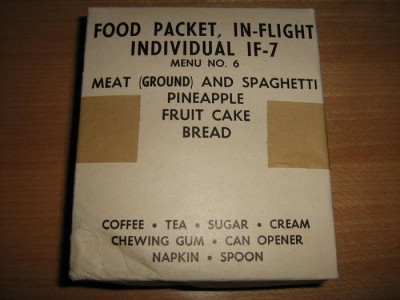 FOOD PACKET, IN-FLIGHT
INDIVIDUAL IF-7
MENU NO. 6
MEAT (GROUND) AND SPAGHETTI
PINEAPPLE
FRUIT CAKE
BREAD
COFFEE • TEA • SUGAR • CREAM
CHEWING GUM • CAN OPENER
NAPKIN • SPOON